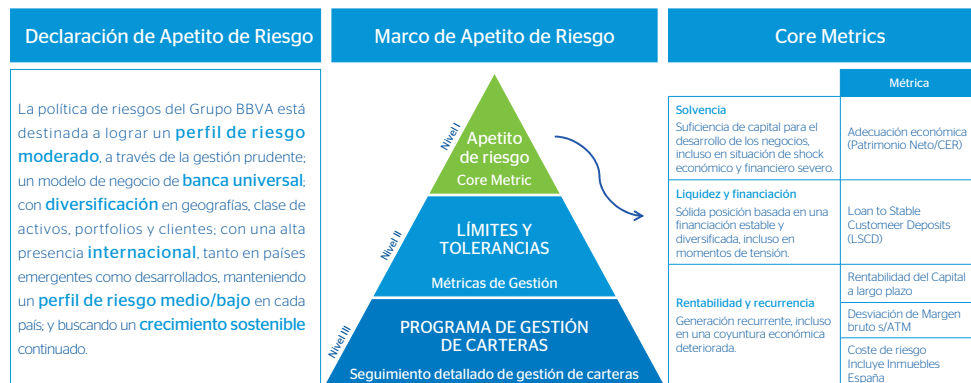 Declaración de Apetito de Riesgo
La política de riesgos del Grupo BBVA está
destinada a lograr un perfil de riesgo
moderado, a través de la gestión prudente;
un modelo de negocio de banca universal;
con diversificación en geografías, clase de
activos, portfolios y clientes; con una alta
presencia internacional, tanto en países
emergentes como desarrollados, manteniendo
un perfil de riesgo medio/bajo en cada
país; y buscando un crecimiento sostenible
continuado.
Marco de Apetito de Riesgo
Nivel I
Apetito
de riesgo
Core Metric
Nivel II
LÍMITES Y
TOLERANCIAS
Métricas de Gestión
Nivel III
PROGRAMA DE GESTIÓN
DE CARTERAS
Seguimiento detallado de gestión de carteras
Core Metrics
Métrica
Solvencia
Suficiencia de capital para el
desarrollo de los negocios,
incluso en situación de shock
económico y financiero severo.
Adecuación económica
(Patrimonio Neto/CER)
Liquidez y financiación
Sólida posición basada en una
financiación estable y
diversificada, incluso en
momentos de tensión.
Loan to Stable
Customeer Deposits
(LSCD)
Rentabilidad y recurrencia
Generación recurrente, incluso
en una coyuntura económica
deteriorada.
Rentabilidad del Capital
a largo plazo
Desviación de Margen
bruto s/ATM
Coste de riesgo
Incluye Inmuebles
España